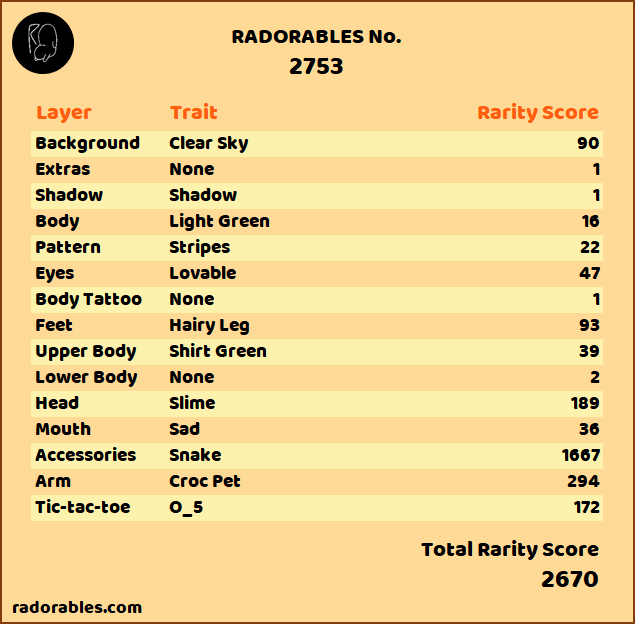 RADORABLES No.
2753
Layer Trait Rarity Score
Background Clear Sky 90
Extras None 1
Shadow Shadow 1
Body Light Green 16
Pattern Stripes 22
Eyes Lovable 47
Body Tattoo None 1
Feet Hairy Leg 93
Upper Body Shirt Green 39
Lower Body None 2
Head Slime 189
Mouth Sad 36
Accessories Snake 1667
Arm Croc Pet 294
Tic-tac-toe O_5 172
Total Rarity Score
2670
radorables.com